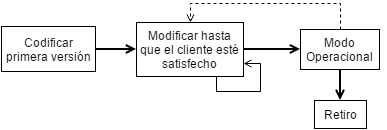 Codificar
primera versión
Modificar hasta
que el cliente esté
satisfecho
Modo
Operacional
Retiro